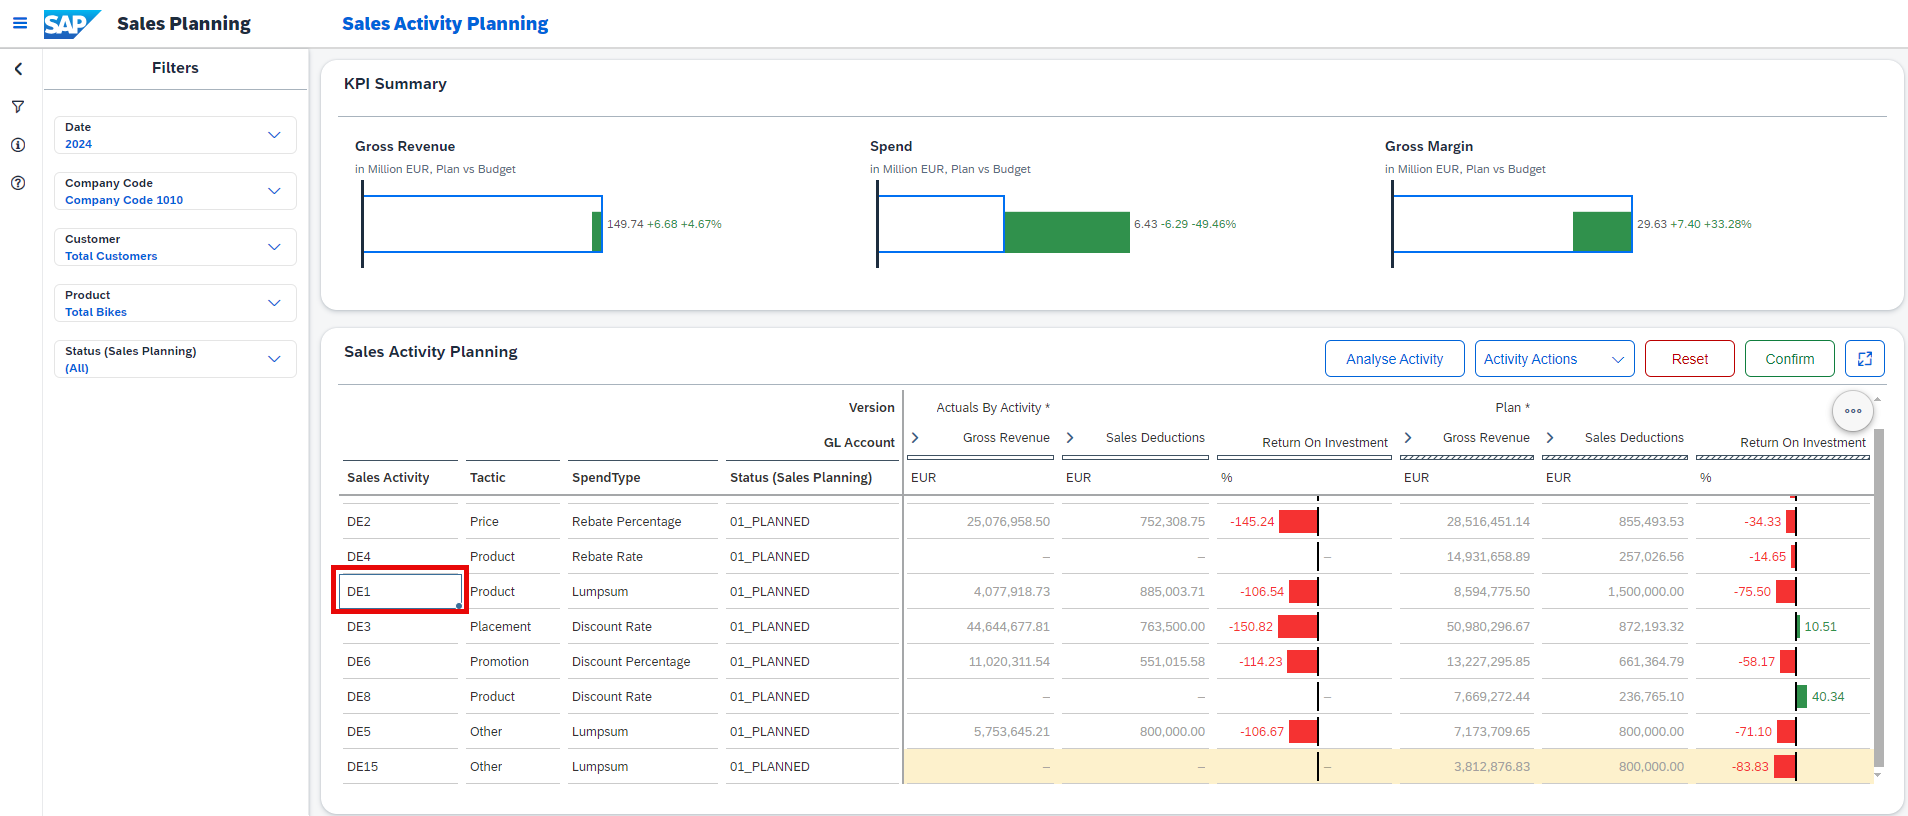 SAP Sales Planning Sales Activity Planning
Filters
Date
2024
Company Code
Company Code 1010
Customer
Total Customers
Product
Total Bikes
Status (Sales Planning)
(All)
KPI Summary
Gross Revenue
in Million EUR, Plan vs Budget
149.74 +6.68 +4.67%
Spend
in Million EUR, Plan vs Budget
6.43 -6.29 -49.46%
Gross Margin
in Million EUR, Plan vs Budget
29.63 +7.40 +33.28%
Sales Activity Planning
Analyse Activity Activity Actions Reset Confirm
Version Actuals By Activity * Plan *
GL Account Gross Revenue Sales Deductions Return On Investment Gross Revenue Sales Deductions Return On Investment
Sales Activity Tactic SpendType Status (Sales Planning) EUR EUR % EUR EUR %
DE2 Price Rebate Percentage 01_PLANNED 25,076,958.50 752,308.75 -145.24 28,516,451.14 855,493.53 -34.33
DE4 Product Rebate Rate 01_PLANNED – – – 14,931,658.89 257,026.56 -14.65
DE1 Product Lumpsum 01_PLANNED 4,077,918.73 885,003.71 -106.54 8,594,775.50 1,500,000.00 -75.50
DE3 Placement Discount Rate 01_PLANNED 44,644,677.81 763,500.00 -150.82 50,980,296.67 872,193.32 10.51
DE6 Promotion Discount Percentage 01_PLANNED 11,020,311.54 551,015.58 -114.23 13,227,295.85 661,364.79 -58.17
DE8 Product Discount Rate 01_PLANNED – – – 7,669,272.44 236,765.10 40.34
DE5 Other Lumpsum 01_PLANNED 5,753,645.21 800,000.00 -106.67 7,173,709.65 800,000.00 -71.10
DE15 Other Lumpsum 01_PLANNED – – – 3,812,876.83 800,000.00 -83.83